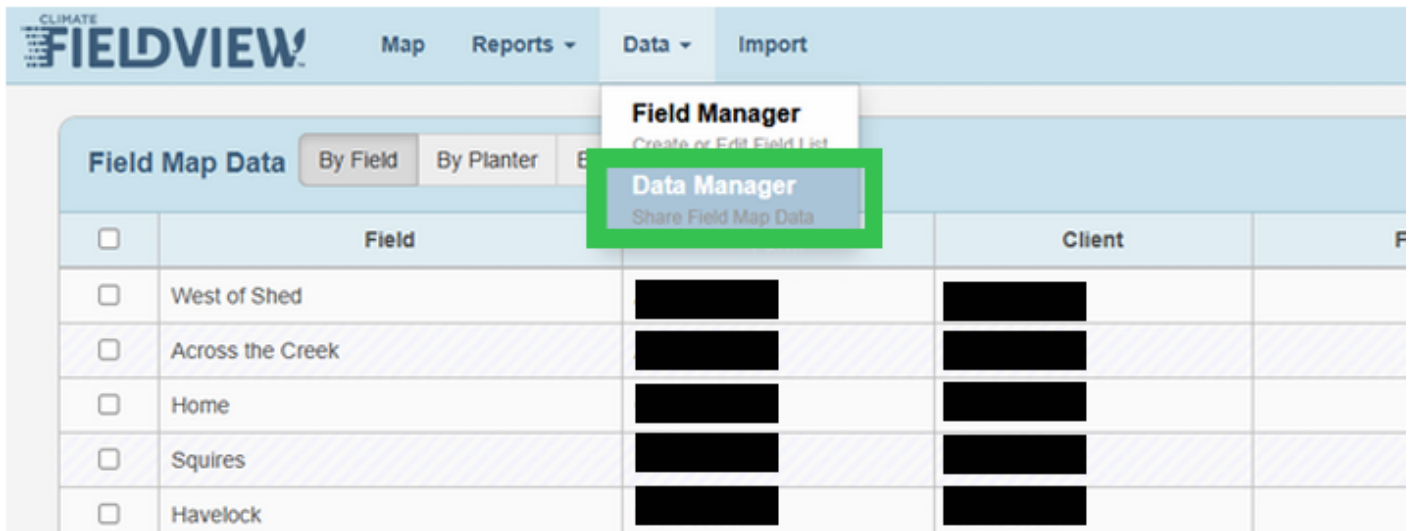 CLIMATE
FIELDVIEW Map Reports Data Import
Field Manager
Create or Edit Field List
Field Map Data By Field By Planter
Data Manager
Share Field Map Data
Field Client F
West of Shed
Across the Creek
Home
Squires
Havelock